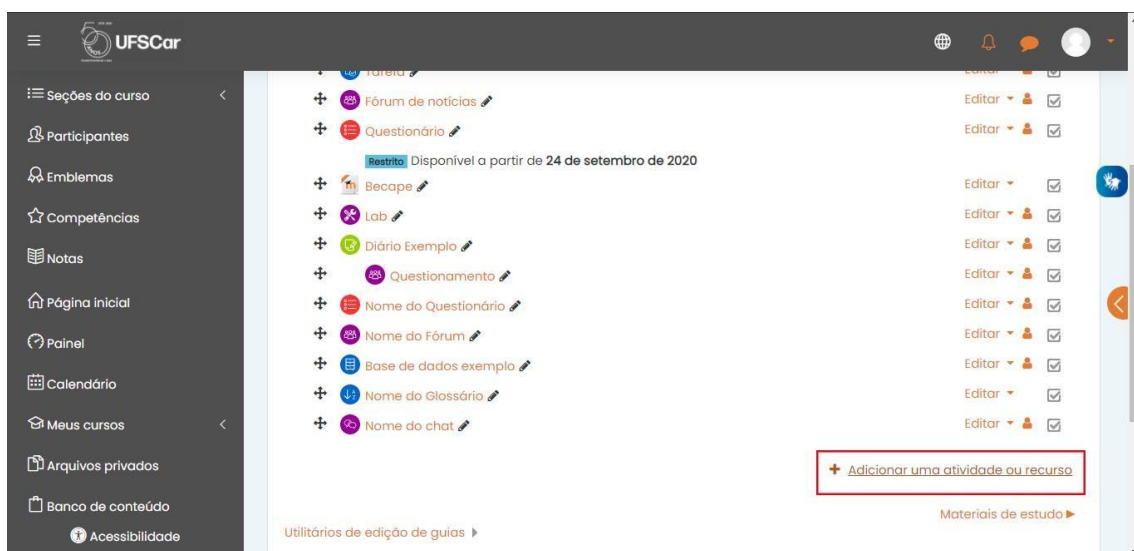 UFSCar
Seções do curso
Participantes
Emblemas
Competências
Notas
Página inicial
Painel
Calendário
Meus cursos
Arquivos privados
Banco de conteúdo
Acessibilidade
Tarefa Editar
Fórum de notícias Editar
Questionário Editar
Restrito Disponível a partir de 24 de setembro de 2020
Becape Editar
Lab Editar
Diário Exemplo Editar
Questionamento Editar
Nome do Questionário Editar
Nome do Fórum Editar
Base de dados exemplo Editar
Nome do Glossário Editar
Nome do chat Editar
+ Adicionar uma atividade ou recurso
Materiais de estudo
Utilitários de edição de guias